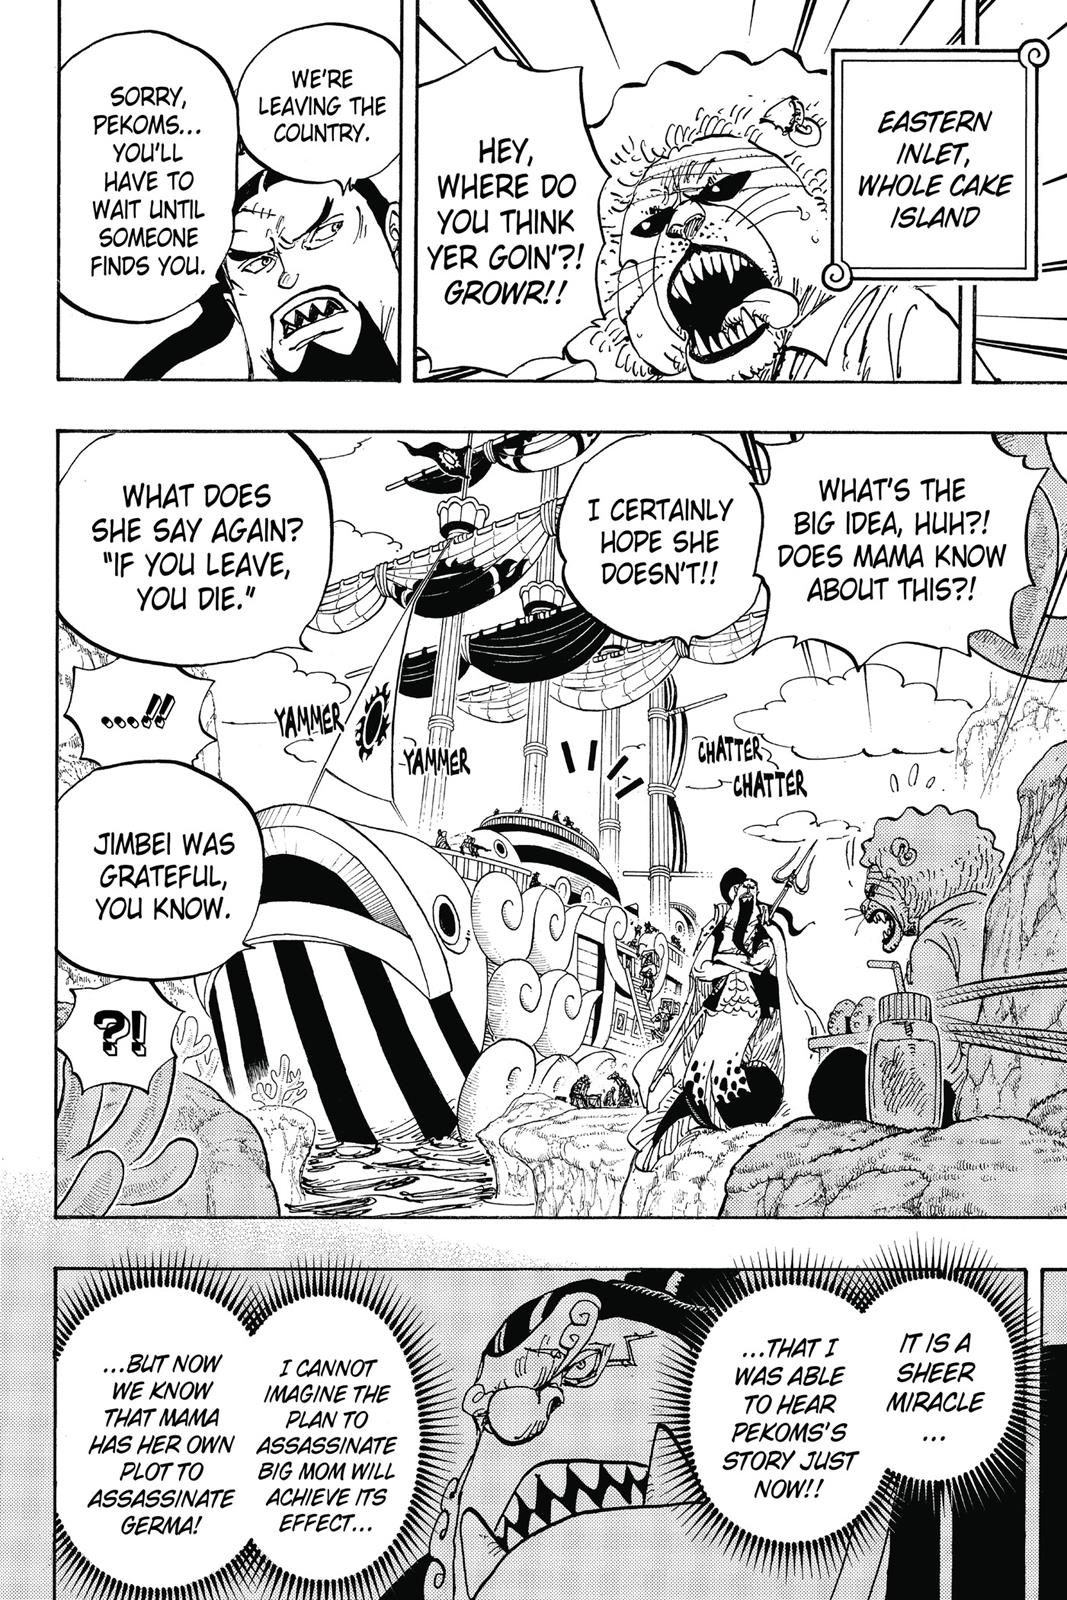 EASTERN
INLET,
WHOLE CAKE
ISLAND
HEY,
WHERE DO
YOU THINK
YER GOIN'?!
GROWR!!
WE'RE
LEAVING THE
COUNTRY.
SORRY,
PEKOMS...
YOU'LL
HAVE TO
WAIT UNTIL
SOMEONE
FINDS YOU.
WHAT'S THE
BIG IDEA, HUH?!
DOES MAMA KNOW
ABOUT THIS?!
I CERTAINLY
HOPE SHE
DOESN'T!!
WHAT DOES
SHE SAY AGAIN?
"IF YOU LEAVE,
YOU DIE."
...!!
CHATTER
CHATTER
YAMMER
YAMMER
JIMBEI WAS
GRATEFUL,
YOU KNOW.
?!
IT IS A
SHEER
MIRACLE
...
...THAT I
WAS ABLE
TO HEAR
PEKOMS'S
STORY JUST
NOW!!
I CANNOT
IMAGINE THE
PLAN TO
ASSASSINATE
BIG MOM WILL
ACHIEVE ITS
EFFECT...
...BUT NOW
WE KNOW
THAT MAMA
HAS HER OWN
PLOT TO
ASSASSINATE
GERMA!